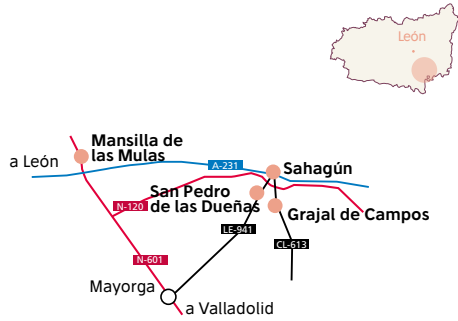 León
Mansilla de
las Mulas
a León
A-231
Sahagún
San Pedro
de las Dueñas
N-120
Grajal de Campos
LE-941
CL-613
N-601
Mayorga
a Valladolid